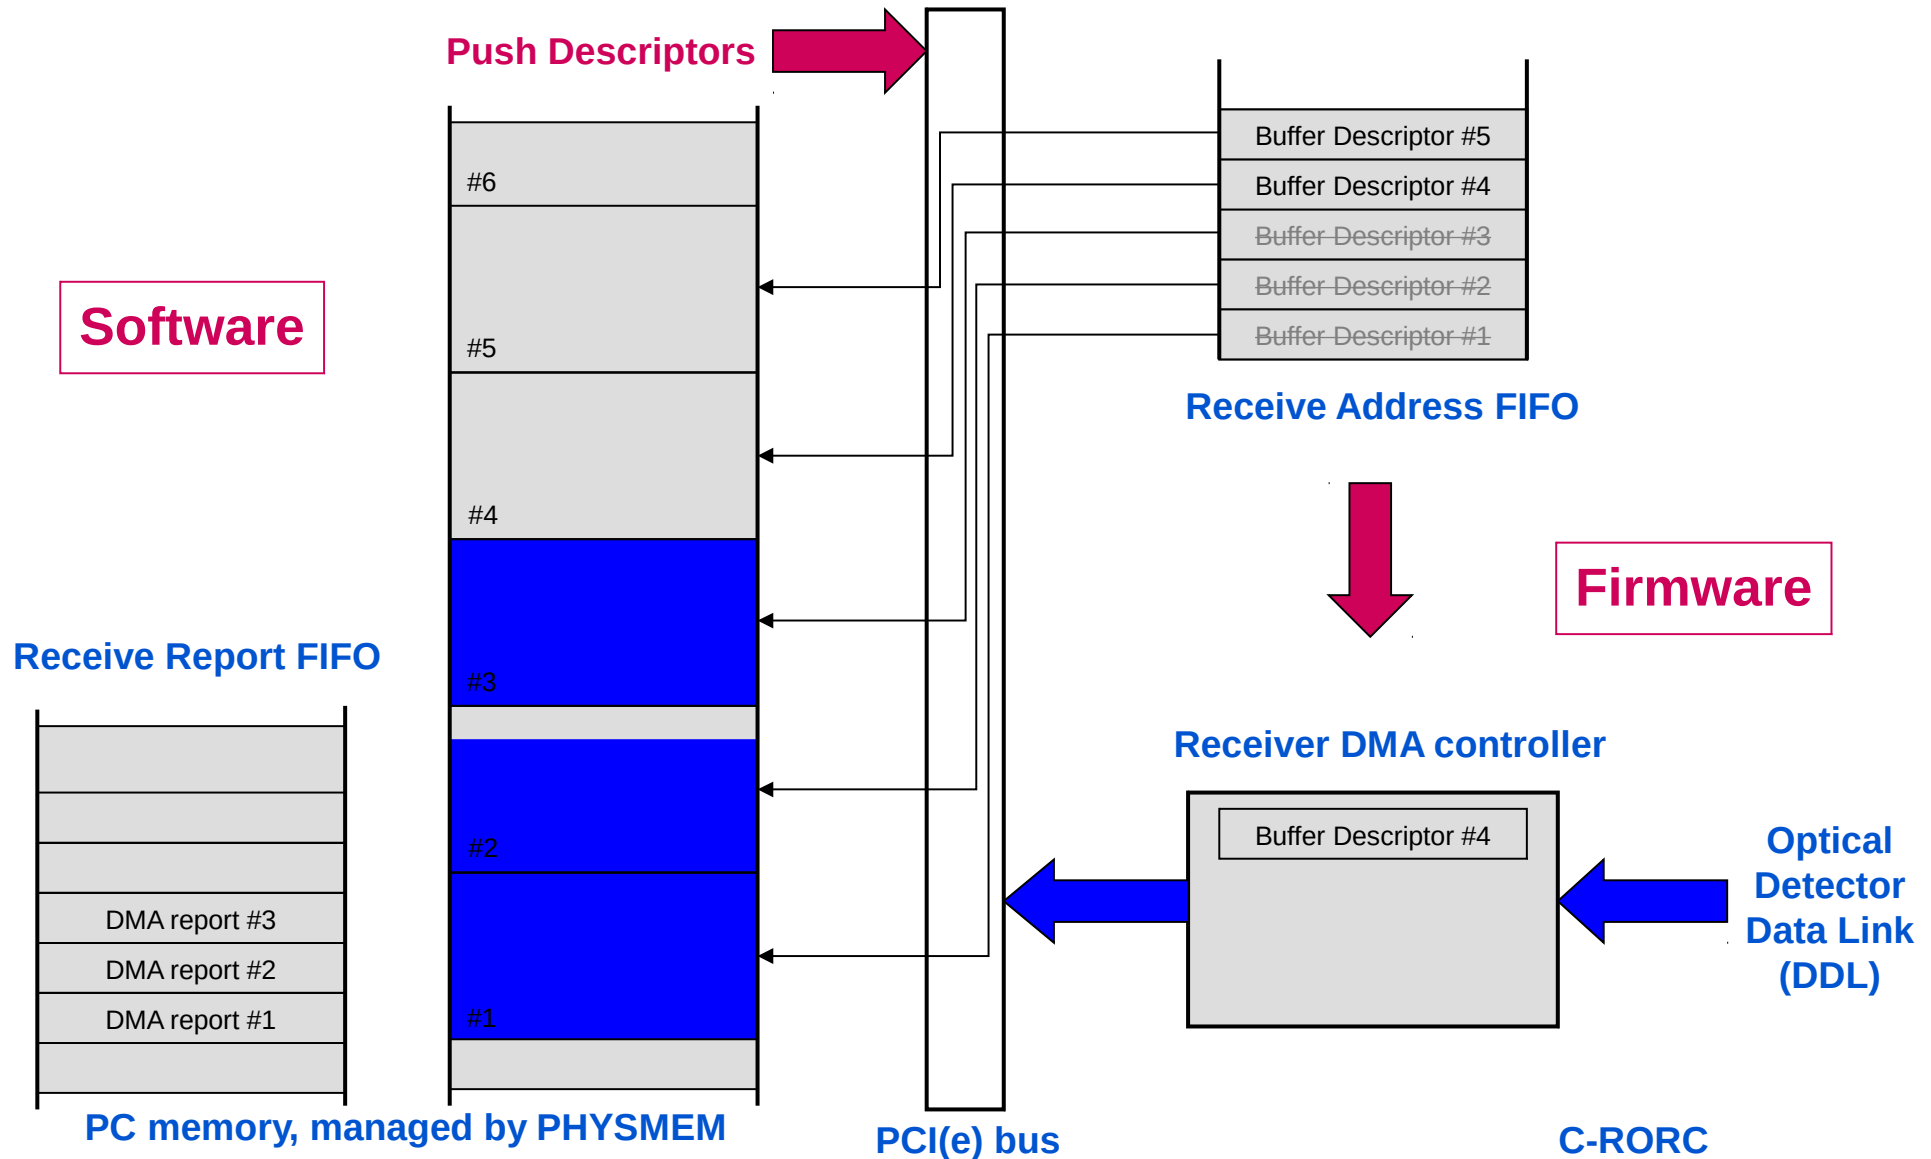 Push Descriptors
#6
#5
#4
#3
#2
#1
Buffer Descriptor #5
Buffer Descriptor #4
Buffer Descriptor #3
Buffer Descriptor #2
Buffer Descriptor #1
Receive Address FIFO
Software
Firmware
Receive Report FIFO
DMA report #3
DMA report #2
DMA report #1
Receiver DMA controller
Buffer Descriptor #4
Optical
Detector
Data Link
(DDL)
PC memory, managed by PHYSMEM
PCI(e) bus
C-RORC